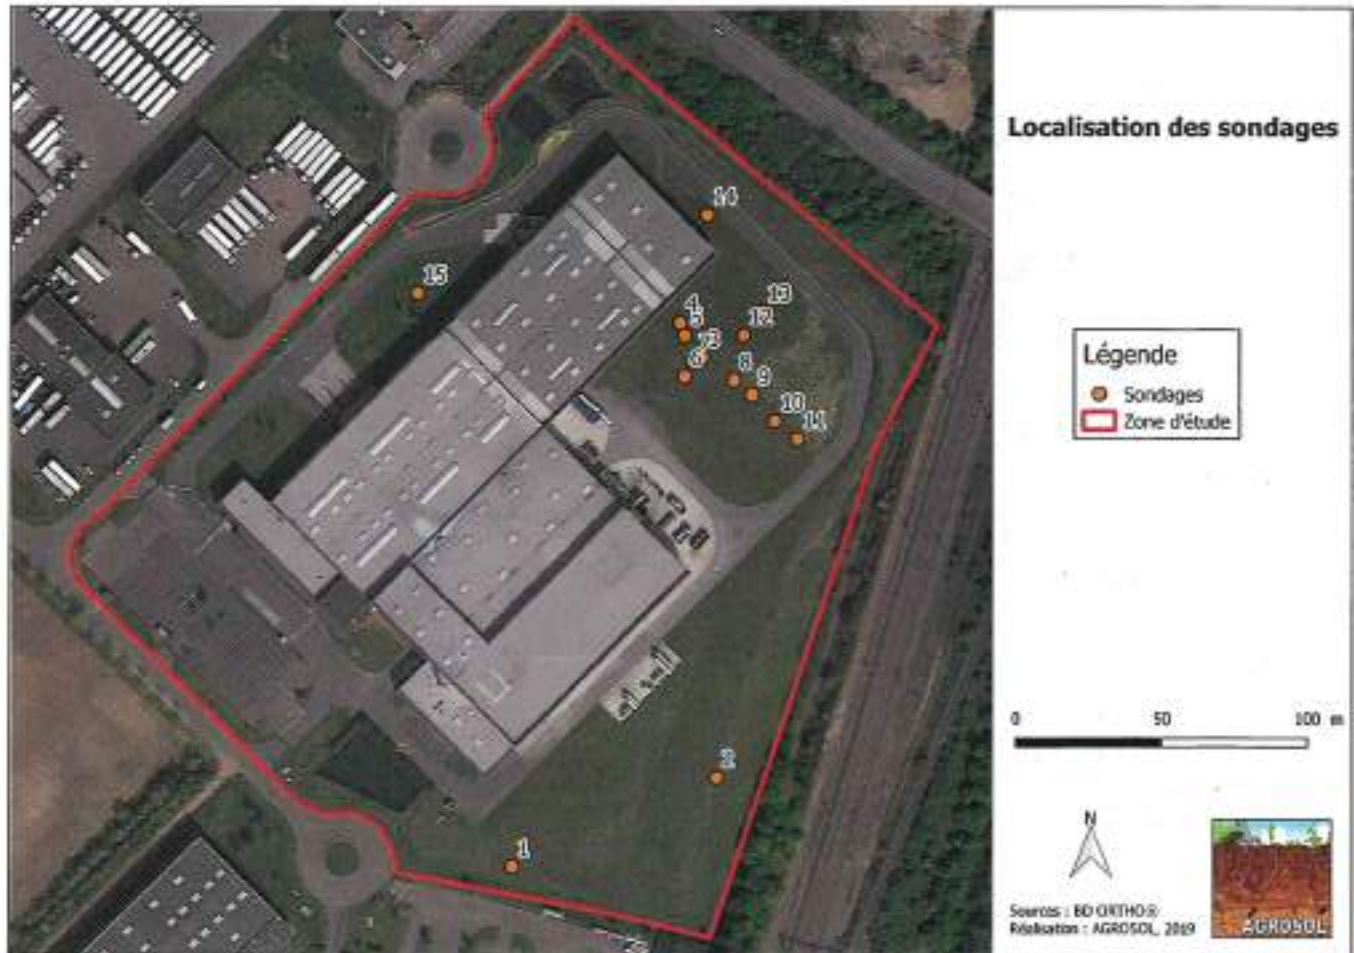 Localisation des sondages
14
15
13
4
5
12
7
3
6
8
9
10
11
2
1
Légende
Sondages
Zone d'étude
0 50 100 m
N
Sources : BD ORTHO®
Réalisation : AGROSOL, 2019
AGROSOL